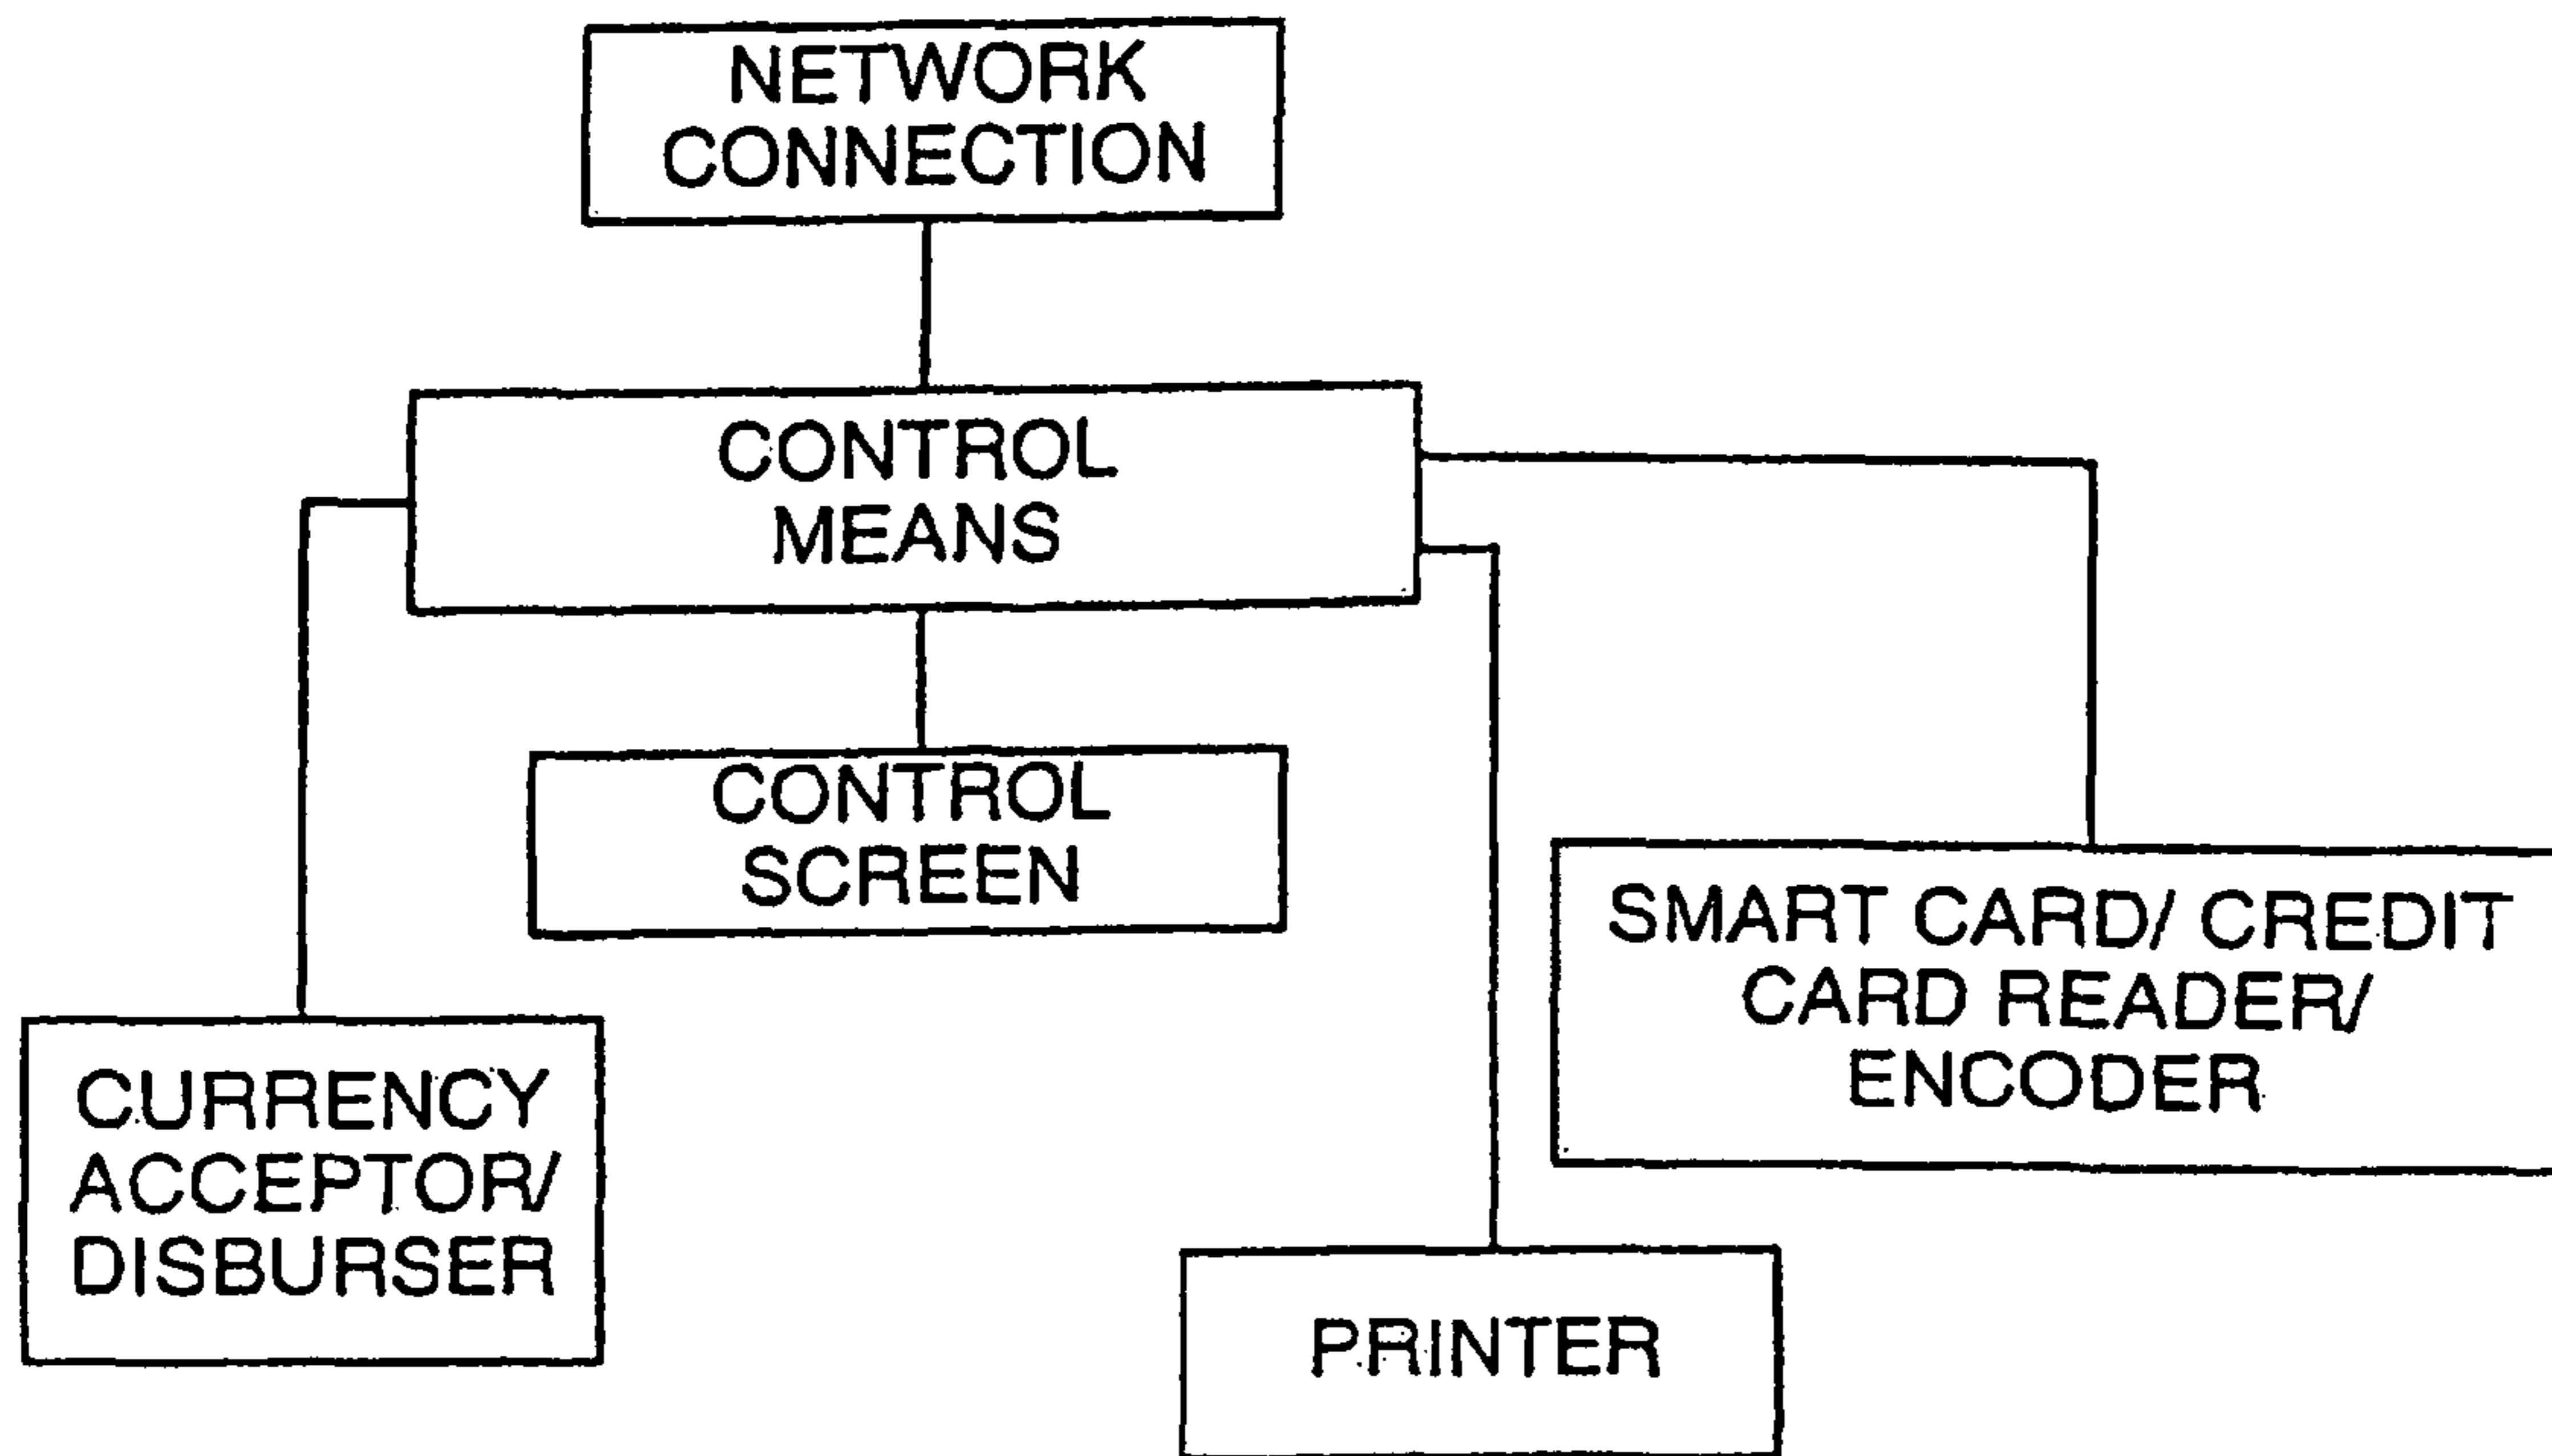 NETWORK
CONNECTION
CONTROL
MEANS
CONTROL
SCREEN
SMART CARD/ CREDIT
CARD READER/
ENCODER
CURRENCY
ACCEPTOR/
DISBURSER
PRINTER